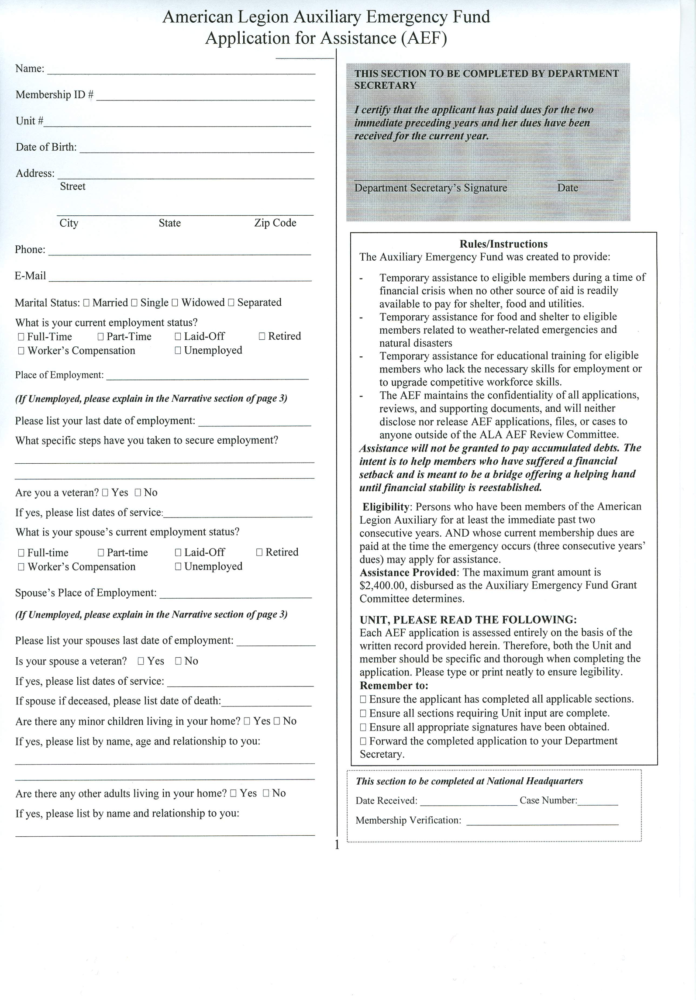 American Legion Auxiliary Emergency Fund
Application for Assistance (AEF)
Name:
Membership ID #
Unit #
Date of Birth:
Address:
Street
City State Zip Code
Phone:
E-Mail
Marital Status: □ Married □ Single □ Widowed □ Separated
What is your current employment status?
□ Full-Time □ Part-Time □ Laid-Off □ Retired
□ Worker's Compensation □ Unemployed
Place of Employment:
(If Unemployed, please explain in the Narrative section of page 3)
Please list your last date of employment:
What specific steps have you taken to secure employment?
Are you a veteran? □ Yes □ No
If yes, please list dates of service:
What is your spouse's current employment status?
□ Full-time □ Part-time □ Laid-Off □ Retired
□ Worker's Compensation □ Unemployed
Spouse's Place of Employment:
(If Unemployed, please explain in the Narrative section of page 3)
Please list your spouses last date of employment:
Is your spouse a veteran? □ Yes □ No
If yes, please list dates of service:
If spouse if deceased, please list date of death:
Are there any minor children living in your home? □ Yes □ No
If yes, please list by name, age and relationship to you:
Are there any other adults living in your home? □ Yes □ No
If yes, please list by name and relationship to you:
THIS SECTION TO BE COMPLETED BY DEPARTMENT
SECRETARY
I certify that the applicant has paid dues for the two
immediate preceding years and her dues have been
received for the current year.
Department Secretary's Signature Date
Rules/Instructions
The Auxiliary Emergency Fund was created to provide:
- Temporary assistance to eligible members during a time of
financial crisis when no other source of aid is readily
available to pay for shelter, food and utilities.
- Temporary assistance for food and shelter to eligible
members related to weather-related emergencies and
natural disasters
- Temporary assistance for educational training for eligible
members who lack the necessary skills for employment or
to upgrade competitive workforce skills.
- The AEF maintains the confidentiality of all applications,
reviews, and supporting documents, and will neither
disclose nor release AEF applications, files, or cases to
anyone outside of the ALA AEF Review Committee.
Assistance will not be granted to pay accumulated debts. The
intent is to help members who have suffered a financial
setback and is meant to be a bridge offering a helping hand
until financial stability is reestablished.
Eligibility: Persons who have been members of the American
Legion Auxiliary for at least the immediate past two
consecutive years. AND whose current membership dues are
paid at the time the emergency occurs (three consecutive years'
dues) may apply for assistance.
Assistance Provided: The maximum grant amount is
$2,400.00, disbursed as the Auxiliary Emergency Fund Grant
Committee determines.
UNIT, PLEASE READ THE FOLLOWING:
Each AEF application is assessed entirely on the basis of the
written record provided herein. Therefore, both the Unit and
member should be specific and thorough when completing the
application. Please type or print neatly to ensure legibility.
Remember to:
□ Ensure the applicant has completed all applicable sections.
□ Ensure all sections requiring Unit input are complete.
□ Ensure all appropriate signatures have been obtained.
□ Forward the completed application to your Department
Secretary.
This section to be completed at National Headquarters
Date Received: Case Number:
Membership Verification:
1